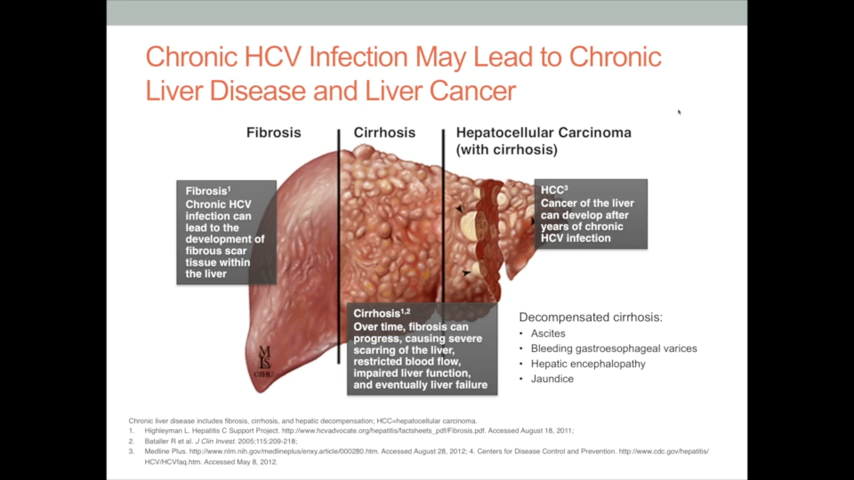 Chronic HCV Infection May Lead to Chronic
Liver Disease and Liver Cancer
Fibrosis
Cirrhosis
Hepatocellular Carcinoma
(with cirrhosis)
Fibrosis1
Chronic HCV
infection can
lead to the
development of
fibrous scar
tissue within
the liver
HCC3
Cancer of the liver
can develop after
years of chronic
HCV infection
Cirrhosis1,2
Over time, fibrosis can
progress, causing severe
scarring of the liver,
restricted blood flow,
impaired liver function,
and eventually liver failure
Decompensated cirrhosis:
• Ascites
• Bleeding gastroesophageal varices
• Hepatic encephalopathy
• Jaundice
Chronic liver disease includes fibrosis, cirrhosis, and hepatic decompensation; HCC=hepatocellular carcinoma.
1. Highleyman L. Hepatitis C Support Project. http://www.hcvadvocate.org/hepatitis/factsheets_pdf/Fibrosis.pdf. Accessed August 18, 2011;
2. Bataller R et al. J Clin Invest. 2005;115:209-218;
3. Medline Plus. http://www.nlm.nih.gov/medlineplus/enxy.article/000280.htm. Accessed August 28, 2012; 4. Centers for Disease Control and Prevention. http://www.cdc.gov/hepatitis/
HCV/HCVfaq.htm. Accessed May 8, 2012.